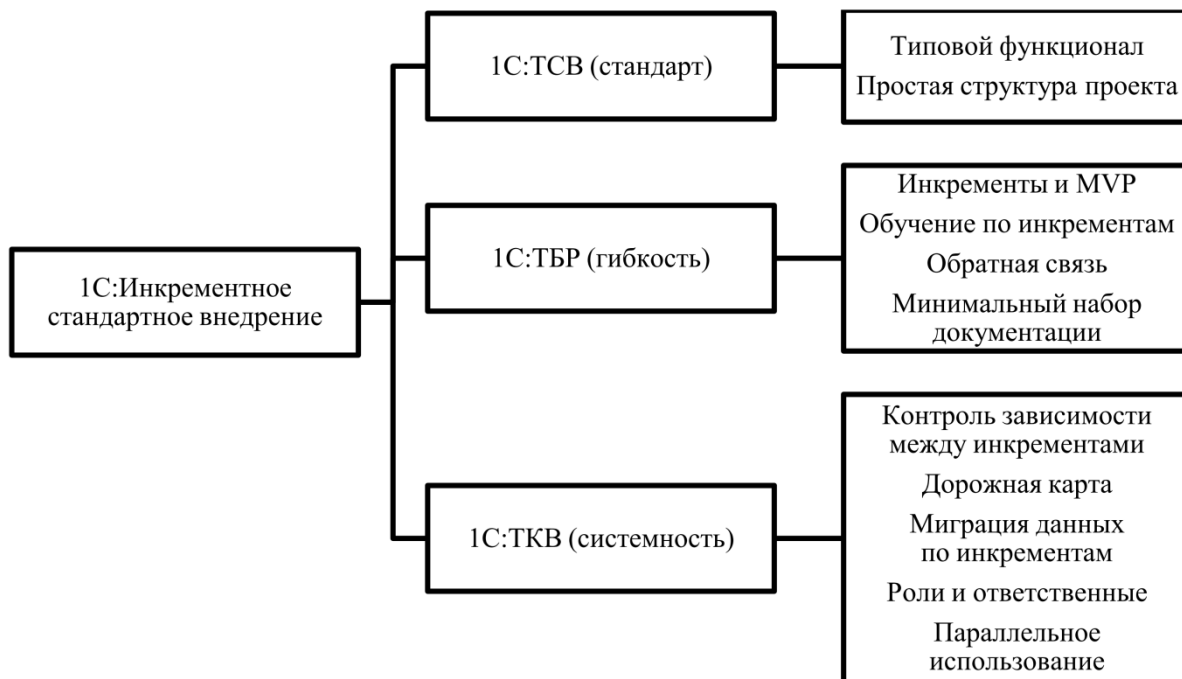 1С:Инкрементное
стандартное внедрение
1С:ТСВ (стандарт)
Типовой функционал
Простая структура проекта
1С:ТБР (гибкость)
Инкременты и MVP
Обучение по инкрементам
Обратная связь
Минимальный набор
документации
1С:ТКВ (системность)
Контроль зависимости
между инкрементами
Дорожная карта
Миграция данных
по инкрементам
Роли и ответственные
Параллельное
использование